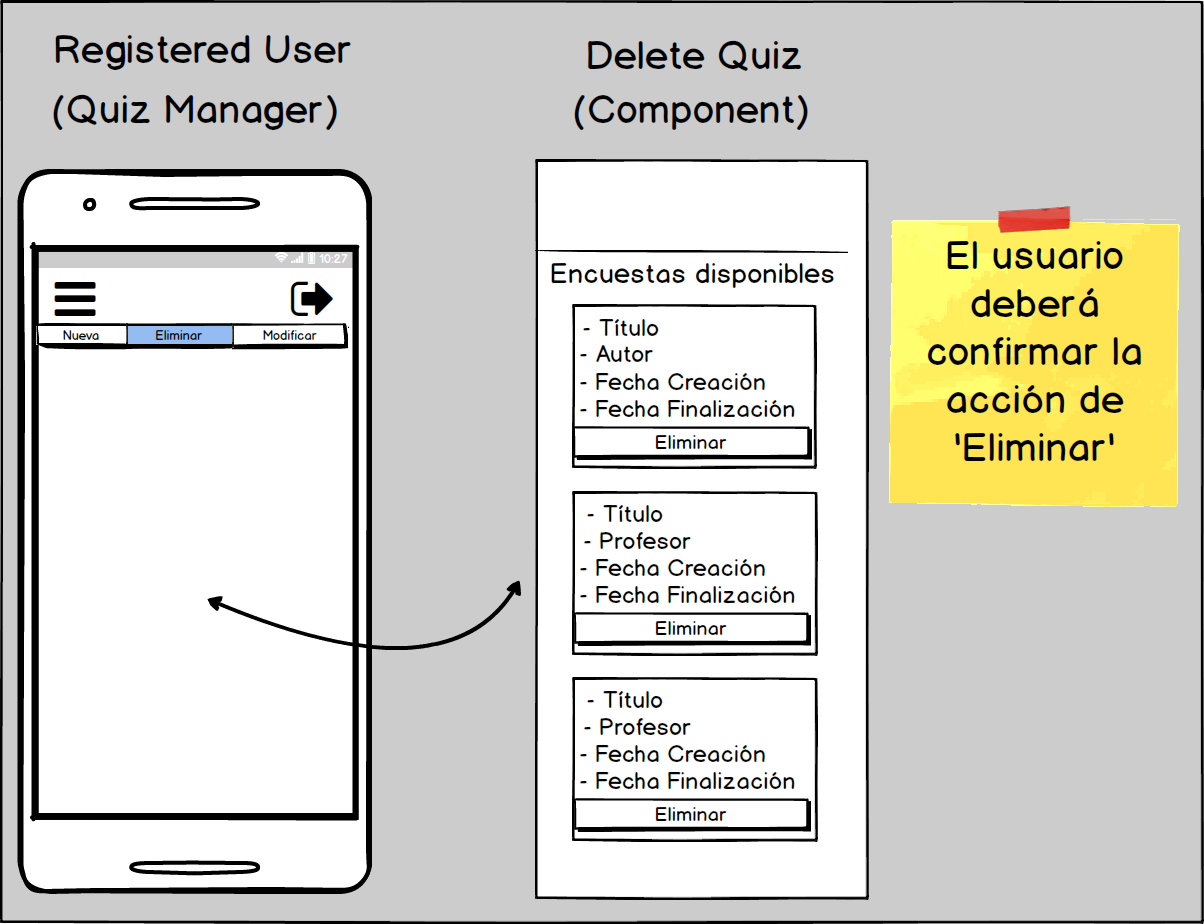 Registered User
(Quiz Manager)
10:27
Nueva Eliminar Modificar
Delete Quiz
(Component)
Encuestas disponibles
- Título
- Autor
- Fecha Creación
- Fecha Finalización
Eliminar
- Título
- Profesor
- Fecha Creación
- Fecha Finalización
Eliminar
- Título
- Profesor
- Fecha Creación
- Fecha Finalización
Eliminar
El usuario
deberá
confirmar la
acción de
'Eliminar'